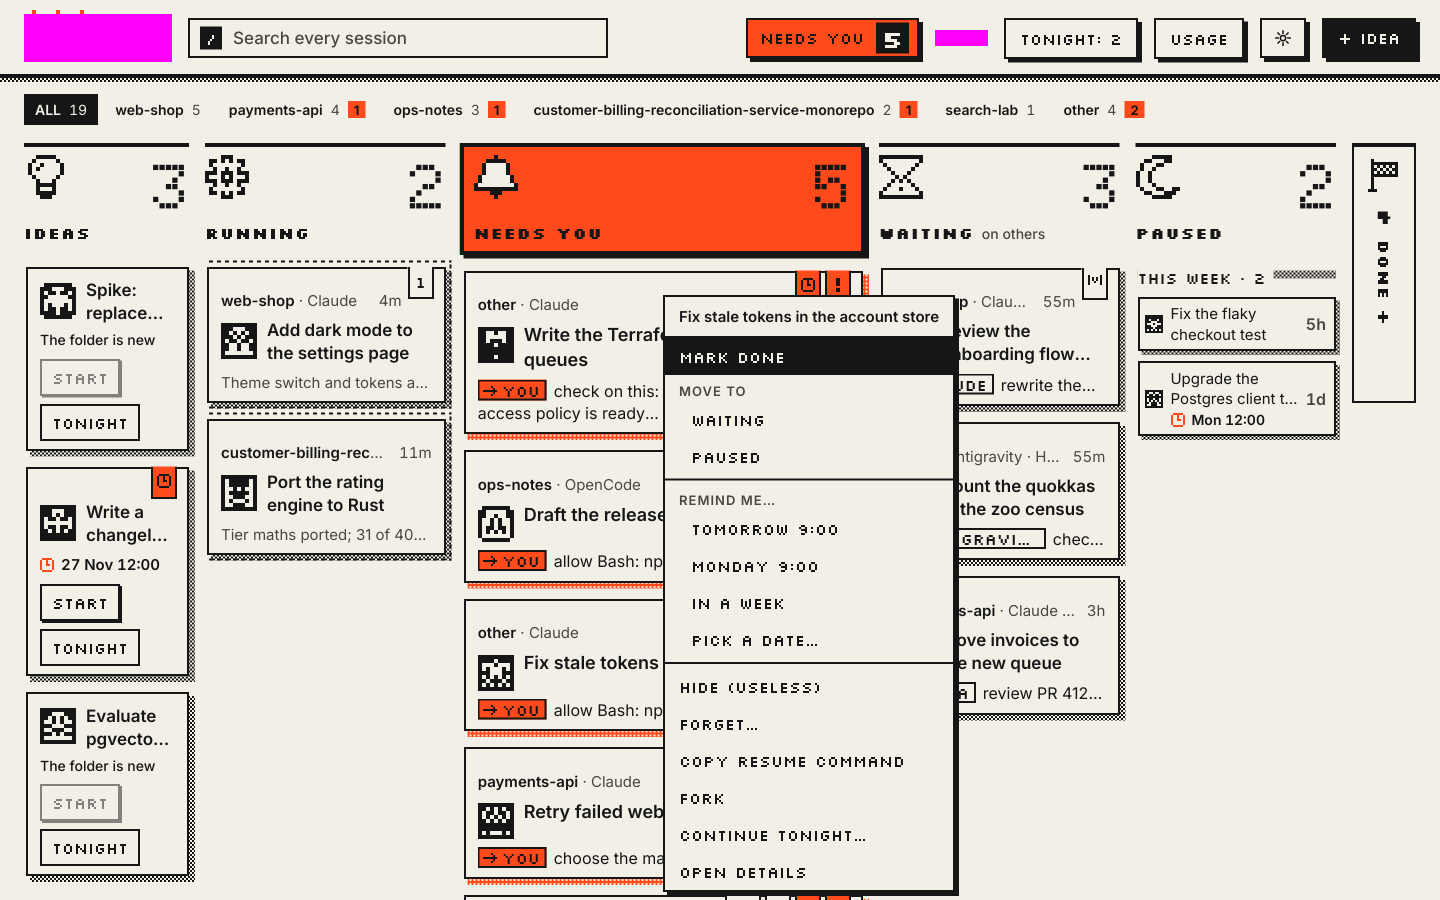 / Search every session
NEEDS YOU 5
TONIGHT: 2
USAGE
+ IDEA
ALL 19
web-shop 5
payments-api 4 1
ops-notes 3 1
customer-billing-reconciliation-service-monorepo 2 1
search-lab 1
other 4 2
3
IDEAS
Spike:
replace…
The folder is new
START
TONIGHT
Write a
changel…
27 Nov 12:00
START
TONIGHT
Evaluate
pgvecto…
The folder is new
START
TONIGHT
2
RUNNING
1
web-shop · Claude 4m
Add dark mode to
the settings page
Theme switch and tokens a…
customer-billing-rec… 11m
Port the rating
engine to Rust
Tier maths ported; 31 of 40…
5
NEEDS YOU
!
other · Claude
Write the Terraf
queues
→ YOU check on this:
access policy is ready…
ops-notes · OpenCode
Draft the release
→ YOU allow Bash: np
other · Claude
Fix stale tokens
→ YOU allow Bash: np
payments-api · Claude
Retry failed web
→ YOU choose the ma
Fix stale tokens in the account store
MARK DONE
MOVE TO
WAITING
PAUSED
REMIND ME…
TOMORROW 9:00
MONDAY 9:00
IN A WEEK
PICK A DATE…
HIDE (USELESS)
FORGET…
COPY RESUME COMMAND
FORK
CONTINUE TONIGHT…
OPEN DETAILS
3
WAITING on others
p · Clau… 55m
eview the
nboarding flow…
UDE rewrite the…
ntigravity · H… 55m
ount the quokkas
the zoo census
GRAVI… chec…
s-api · Claude … 3h
ove invoices to
e new queue
A review PR 412…
2
PAUSED
THIS WEEK · 2
Fix the flaky
checkout test
5h
Upgrade the
Postgres client t… 1d
Mon 12:00
4 DONE +